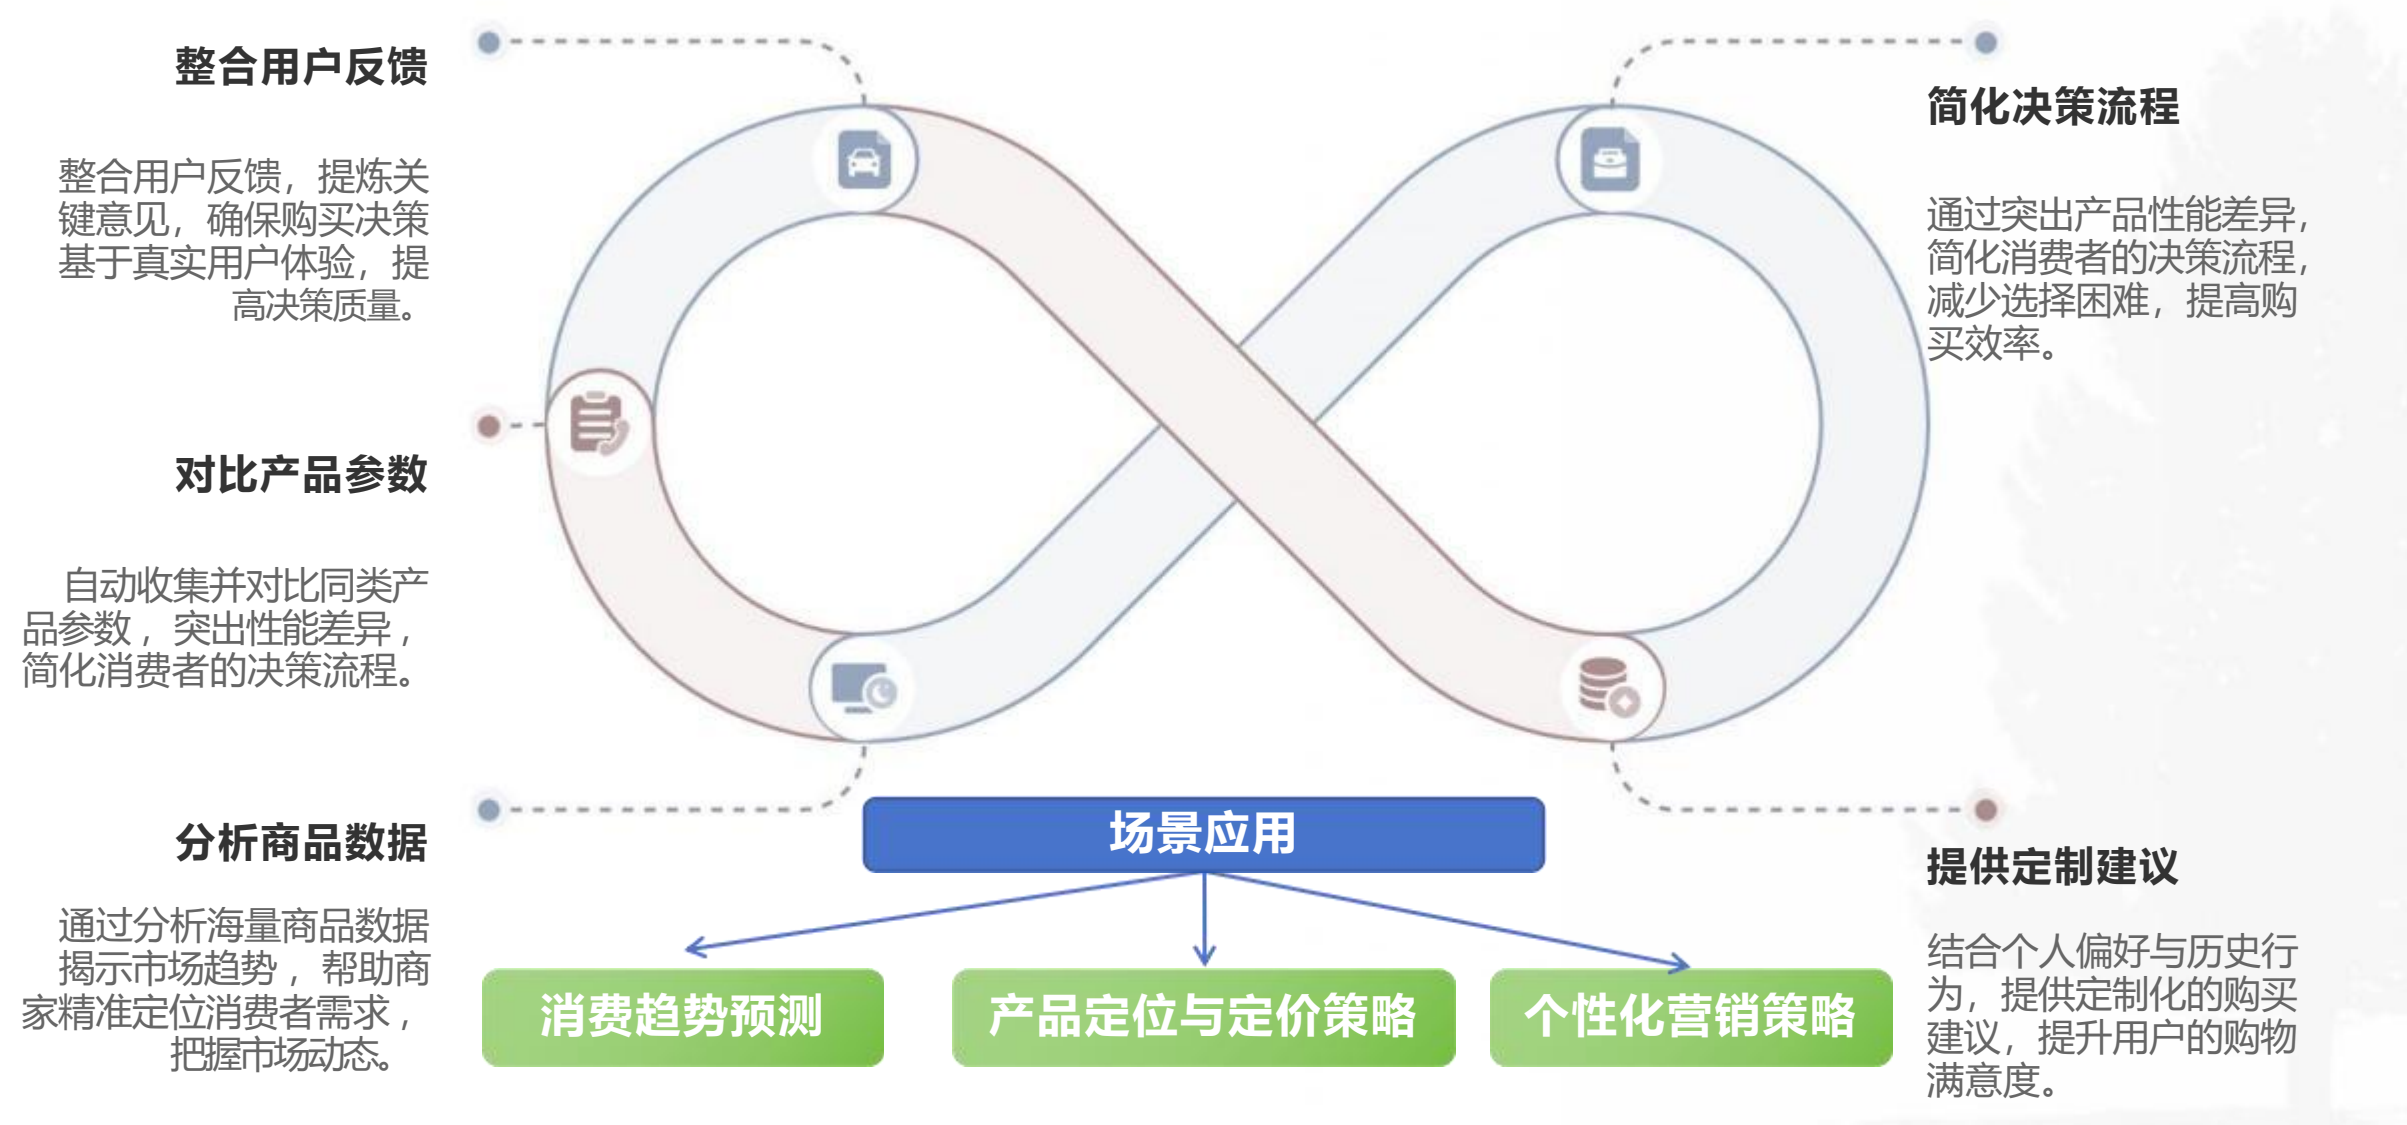 整合用户反馈
整合用户反馈，提炼关
键意见，确保购买决策
基于真实用户体验，提
高决策质量。
对比产品参数
自动收集并对比同类产
品参数，突出性能差异，
简化消费者的决策流程。
分析商品数据
通过分析海量商品数据
揭示市场趋势，帮助商
家精准定位消费者需求，
把握市场动态。
简化决策流程
通过突出产品性能差异，
简化消费者的决策流程，
减少选择困难，提高购
买效率。
提供定制建议
结合个人偏好与历史行
为，提供定制化的购买
建议，提升用户的购物
满意度。
场景应用
消费趋势预测
产品定位与定价策略
个性化营销策略